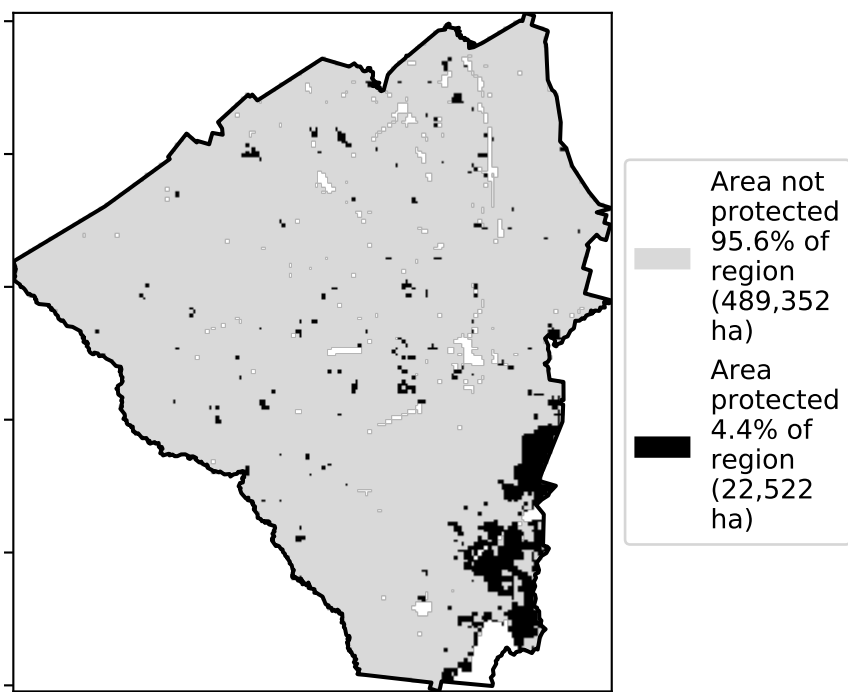 Area not
protected
95.6% of
region
(489,352
ha)
Area
protected
4.4% of
region
(22,522
ha)